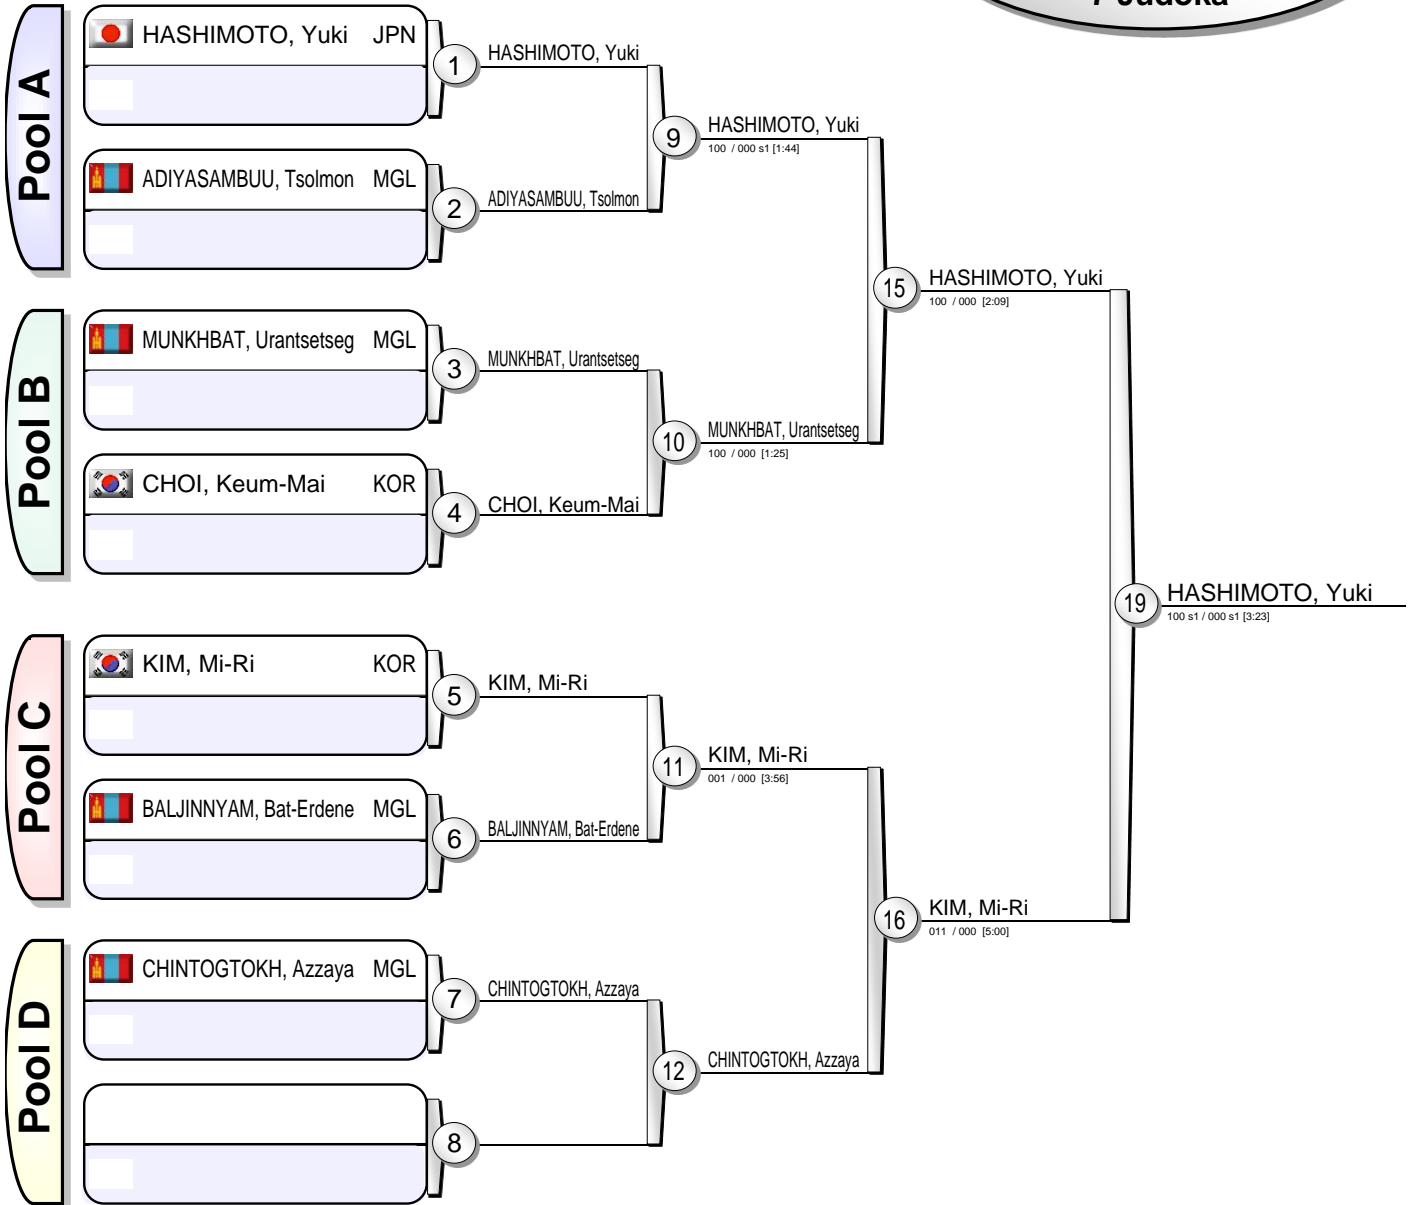 7 Judoka
Pool A
HASHIMOTO, Yuki JPN
1
HASHIMOTO, Yuki
ADIYASAMBUU, Tsolmon MGL
2
ADIYASAMBUU, Tsolmon
9
HASHIMOTO, Yuki
100 / 000 s1 [1:44]
Pool B
MUNKHBAT, Urantsetseg MGL
3
MUNKHBAT, Urantsetseg
CHOI, Keum-Mai KOR
4
CHOI, Keum-Mai
10
MUNKHBAT, Urantsetseg
100 / 000 [1:25]
15
HASHIMOTO, Yuki
100 / 000 [2:09]
Pool C
KIM, Mi-Ri KOR
5
KIM, Mi-Ri
BALJINNYAM, Bat-Erdene MGL
6
BALJINNYAM, Bat-Erdene
11
KIM, Mi-Ri
001 / 000 [3:56]
Pool D
CHINTOGTOKH, Azzaya MGL
7
CHINTOGTOKH, Azzaya
8
12
CHINTOGTOKH, Azzaya
16
KIM, Mi-Ri
011 / 000 [5:00]
19
HASHIMOTO, Yuki
100 s1 / 000 s1 [3:23]